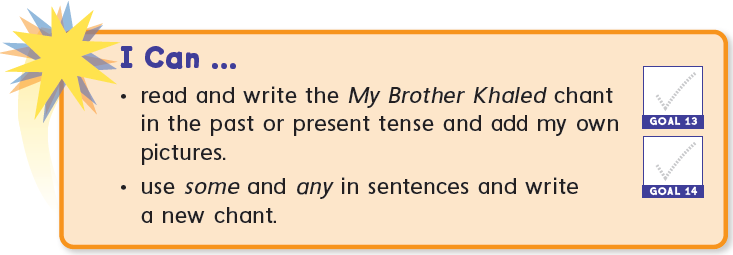 I Can ...
• read and write the My Brother Khaled chant
in the past or present tense and add my own
pictures.
GOAL 13
• use some and any in sentences and write
a new chant.
GOAL 14